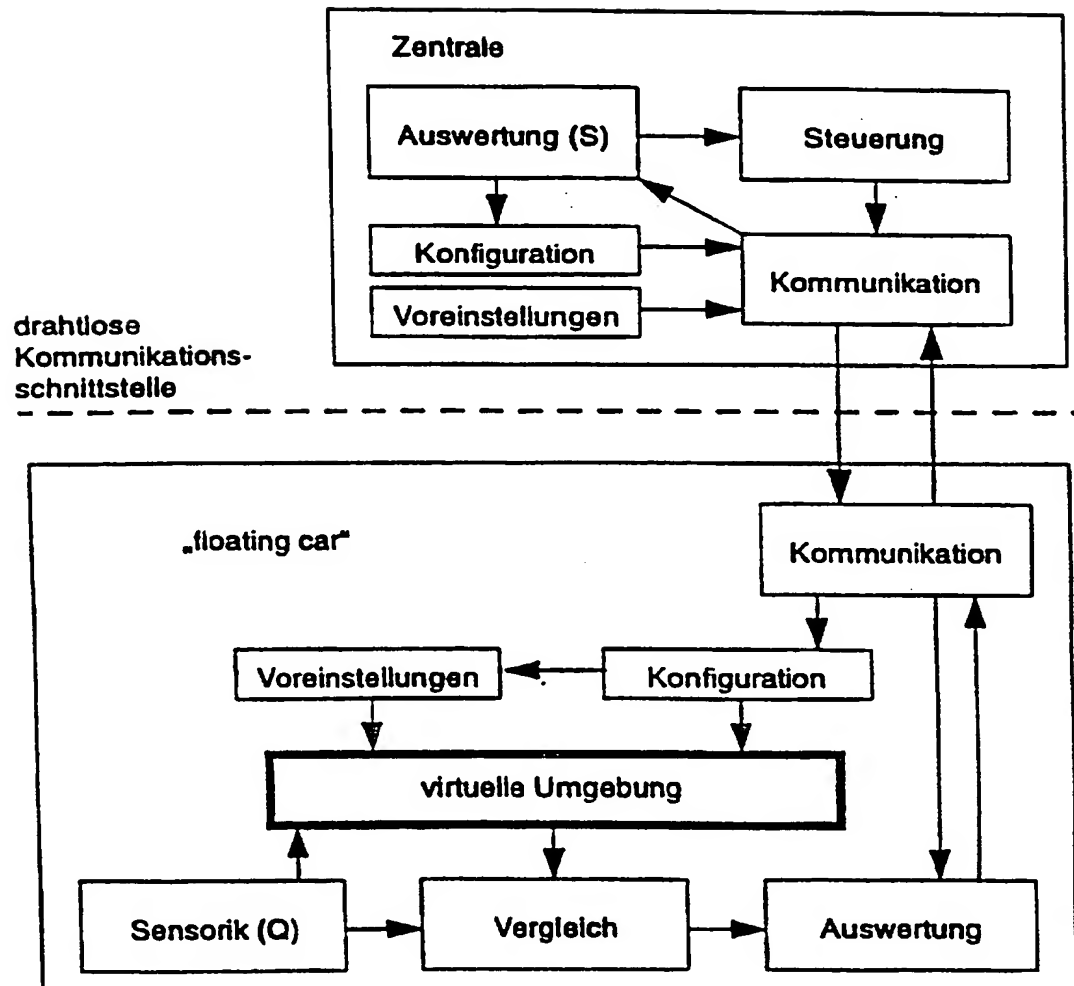 Zentrale
Auswertung (S)
Steuerung
Konfiguration
Kommunikation
Voreinstellungen
drahtlose
Kommunikations-
schnittstelle
„floating car“
Kommunikation
Voreinstellungen
Konfiguration
virtuelle Umgebung
Sensorik (Q)
Vergleich
Auswertung